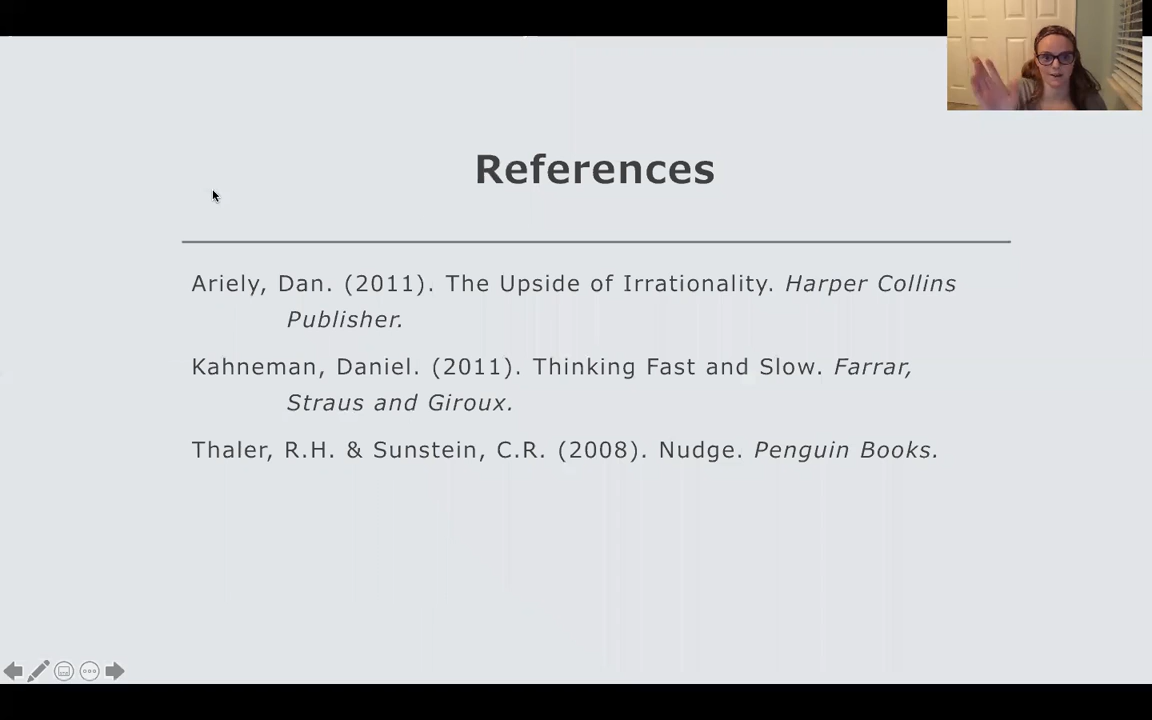 References
Ariely, Dan. (2011). The Upside of Irrationality. Harper Collins
Publisher.
Kahneman, Daniel. (2011). Thinking Fast and Slow. Farrar,
Straus and Giroux.
Thaler, R.H. & Sunstein, C.R. (2008). Nudge. Penguin Books.